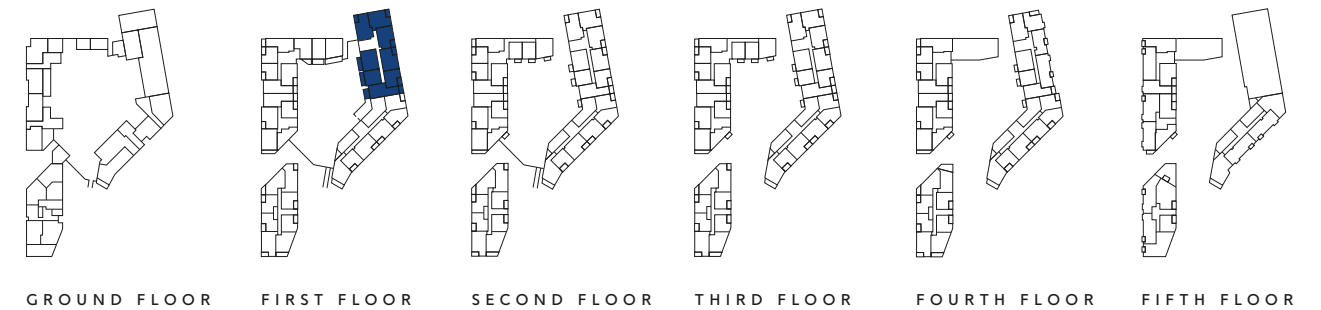 GROUND FLOOR
FIRST FLOOR
SECOND FLOOR
THIRD FLOOR
FOURTH FLOOR
FIFTH FLOOR